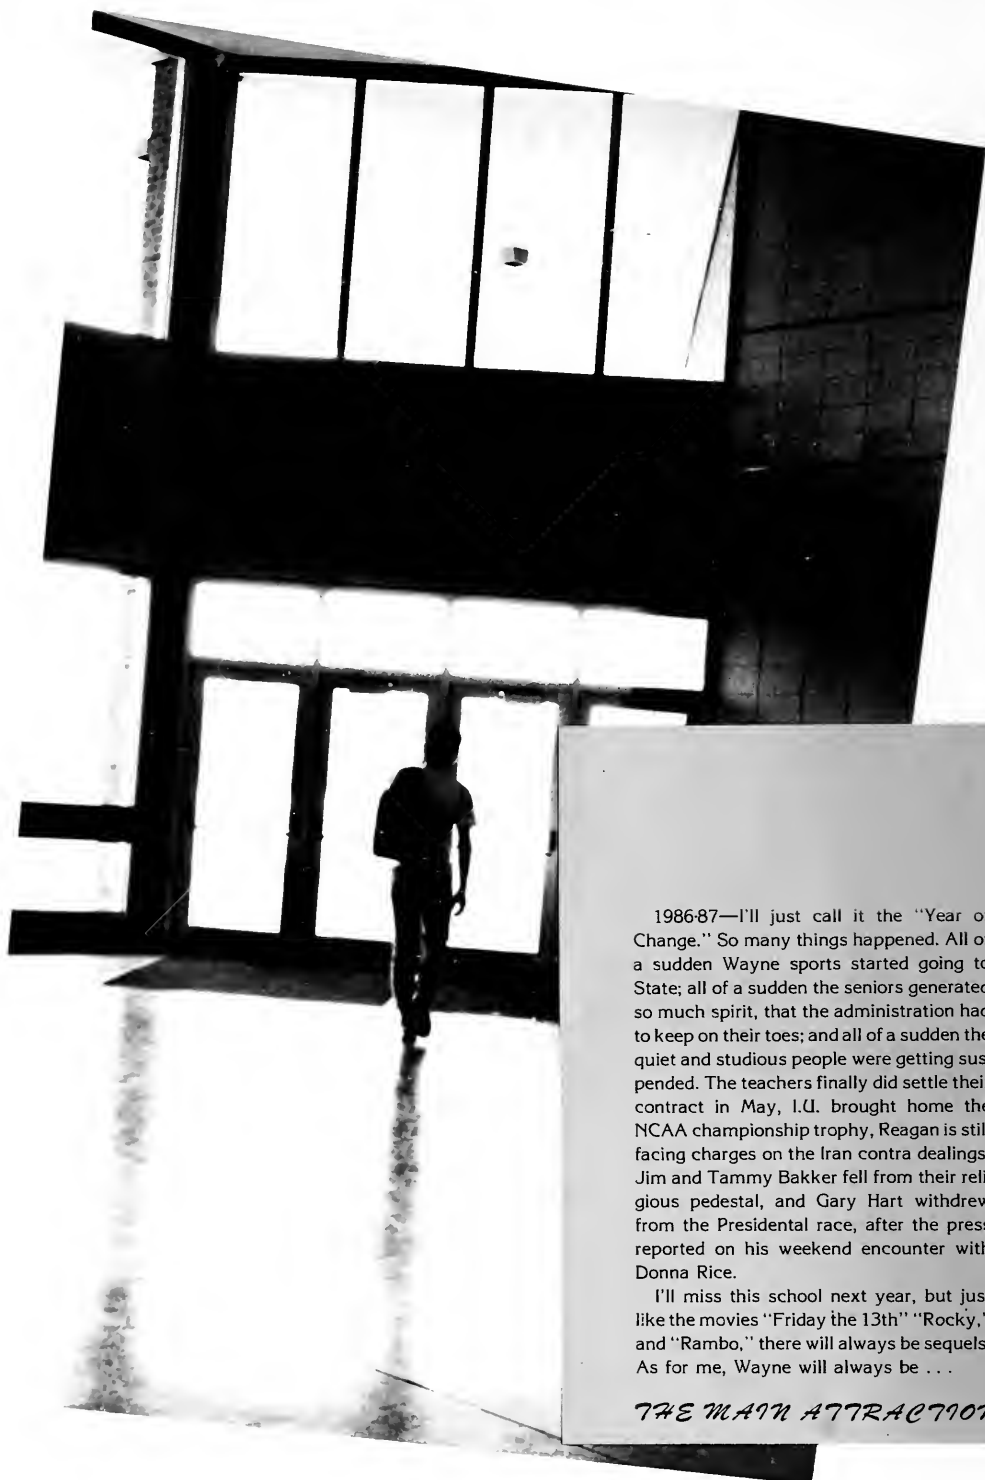 1986-87—I'll just call it the "Year o
Change." So many things happened. All o
a sudden Wayne sports started going to
State; all of a sudden the seniors generated
so much spirit, that the administration had
to keep on their toes; and all of a sudden the
quiet and studious people were getting sus
pended. The teachers finally did settle their
contract in May, I.U. brought home the
NCAA championship trophy, Reagan is still
facing charges on the Iran contra dealings
Jim and Tammy Bakker fell from their reli
gious pedestal, and Gary Hart withdrew
from the Presidental race, after the press
reported on his weekend encounter with
Donna Rice.
I'll miss this school next year, but just
like the movies "Friday the 13th" "Rocky,"
and "Rambo," there will always be sequels
As for me, Wayne will always be . . .
THE MAIN ATTRACTION